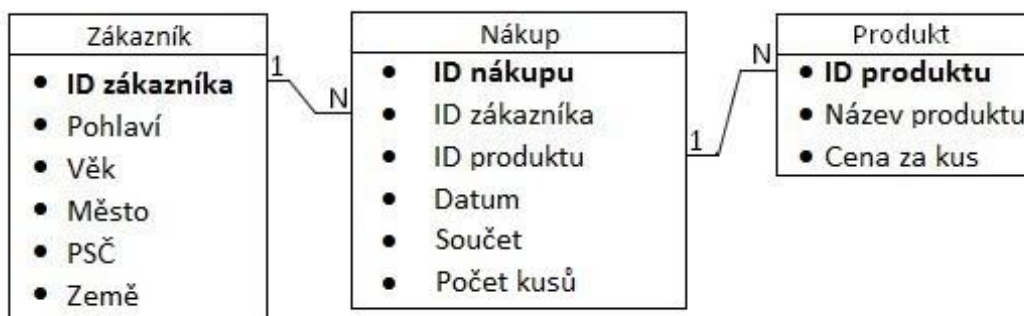 Zákazník
• ID zákazníka
• Pohlaví
• Věk
• Město
• PSČ
• Země
1
N
Nákup
• ID nákupu
• ID zákazníka
• ID produktu
• Datum
• Součet
• Počet kusů
1
N
Produkt
• ID produktu
• Název produktu
• Cena za kus